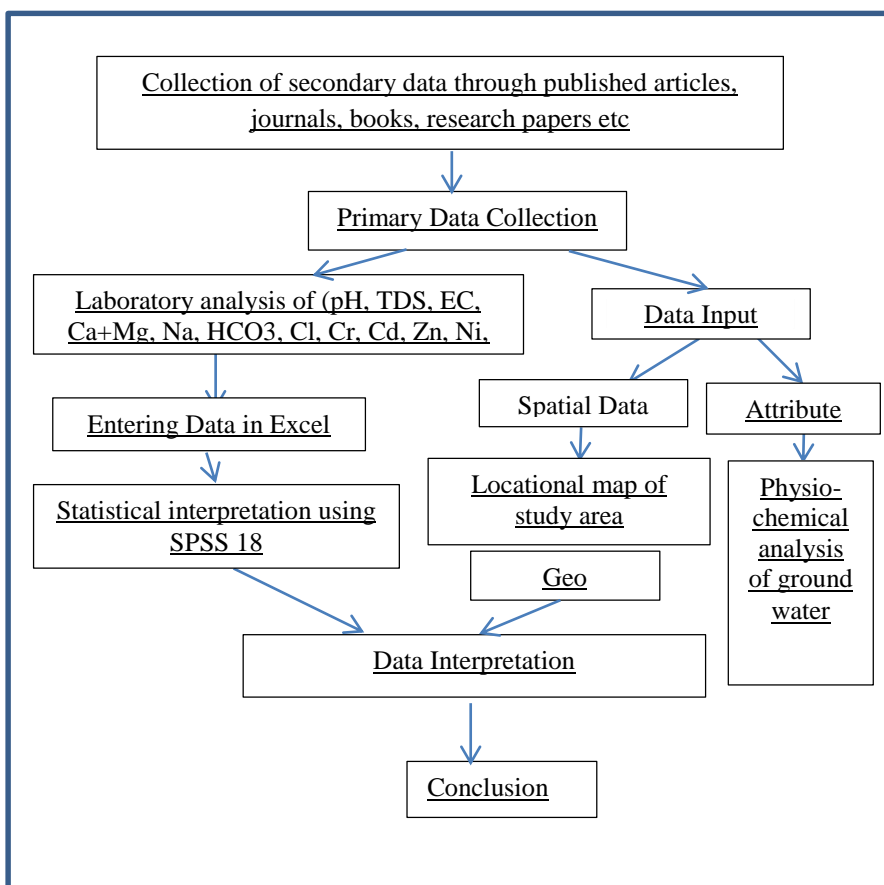 Collection of secondary data through published articles,
journals, books, research papers etc
Primary Data Collection
Laboratory analysis of (pH, TDS, EC,
Ca+Mg, Na, HCO3, Cl, Cr, Cd, Zn, Ni,
Data Input
Entering Data in Excel
Spatial Data
Attribute
Statistical interpretation using
SPSS 18
Locational map of
study area
Physio-
chemical
analysis
of ground
water
Geo
Data Interpretation
Conclusion